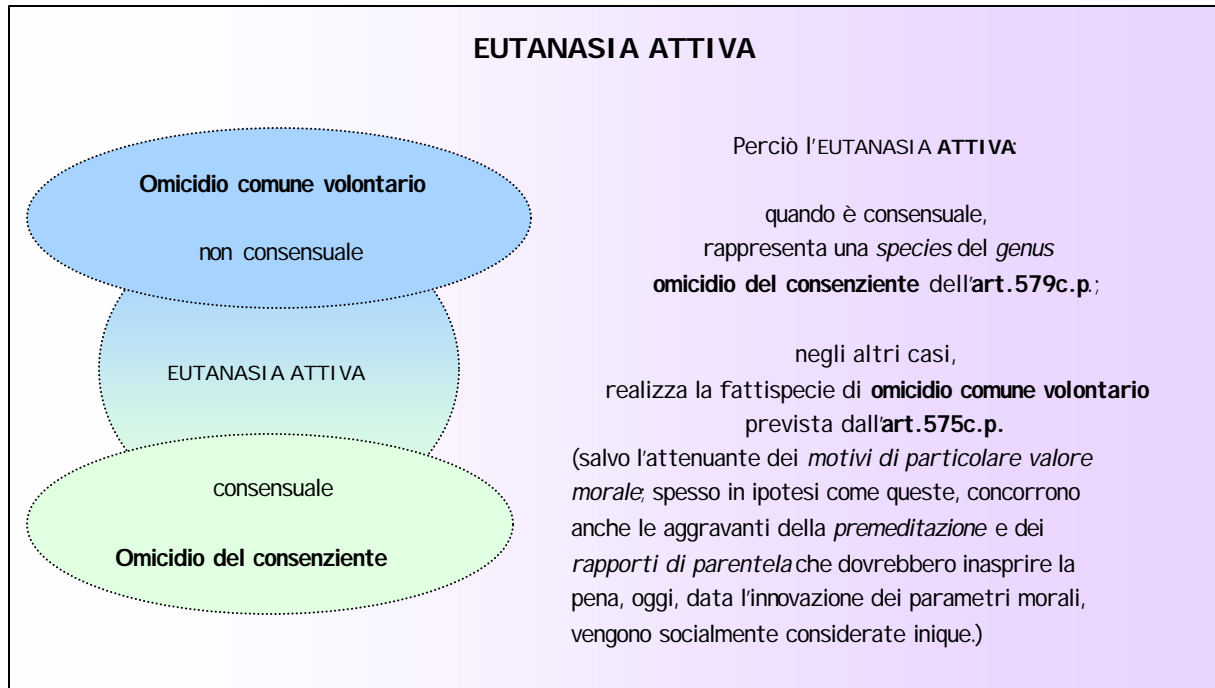 EUTANASIA ATTIVA
Omicidio comune volontario
non consensuale
EUTANASIA ATTIVA
consensuale
Omicidio del consenziente
Perciò l'EUTANASIA ATTIVA:
quando è consensuale,
rappresenta una species del genus
omicidio del consenziente dell'art.579c.p.;
negli altri casi,
realizza la fattispecie di omicidio comune volontario
prevista dall'art.575c.p.
(salvo l'attenuante dei motivi di particolare valore
morale; spesso in ipotesi come queste, concorrono
anche le aggravanti della premeditazione e dei
rapporti di parentela che dovrebbero inasprire la
pena, oggi, data l'innovazione dei parametri morali,
vengono socialmente considerate inique.)